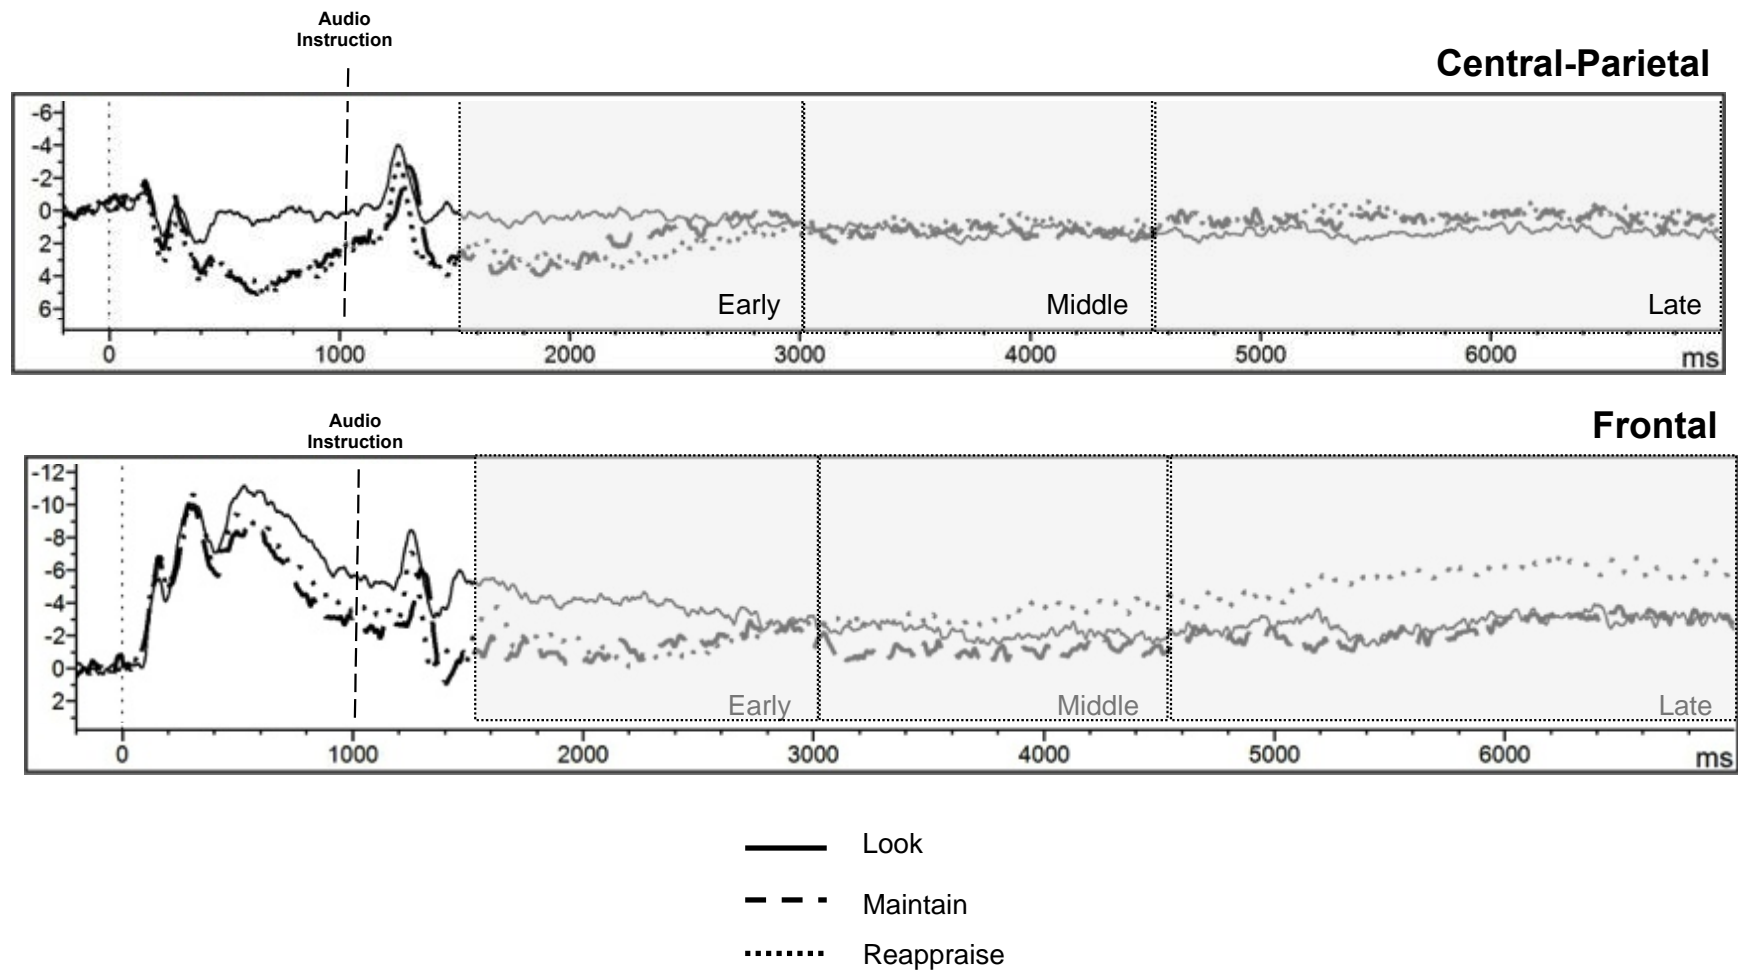 Audio
Instruction
Central-Parietal
-6
-4
-2
0
2
4
6
Early
Middle
Late
0
1000
2000
3000
4000
5000
6000
ms
Audio
Instruction
Frontal
-12
-10
-8
-6
-4
-2
0
2
Early
Middle
Late
0
1000
2000
3000
4000
5000
6000
ms
Look
Maintain
Reappraise